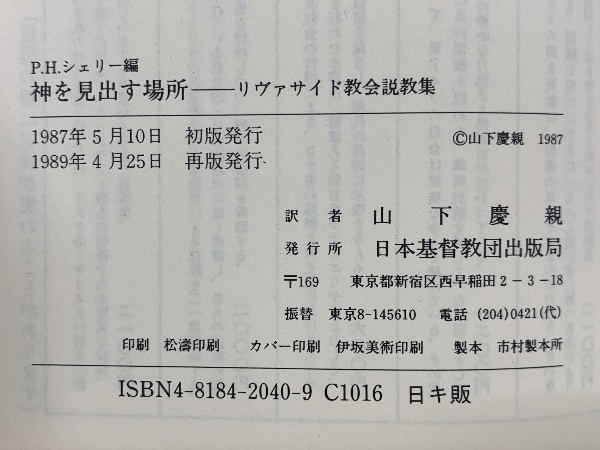 P.H.シェリー編
神を見出す場所――リヴァサイド教会説教集
1987年5月10日 初版発行
1989年4月25日 再版発行
©山下慶親 1987
訳者 山下慶親
発行所 日本基督教団出版局
〒169 東京都新宿区西早稲田2-3-18
振替 東京8-145610 電話(204)0421(代)
印刷 松濤印刷 カバー印刷 伊坂美術印刷 製本 市村製本所
ISBN4-8184-2040-9 C1016 日キ販